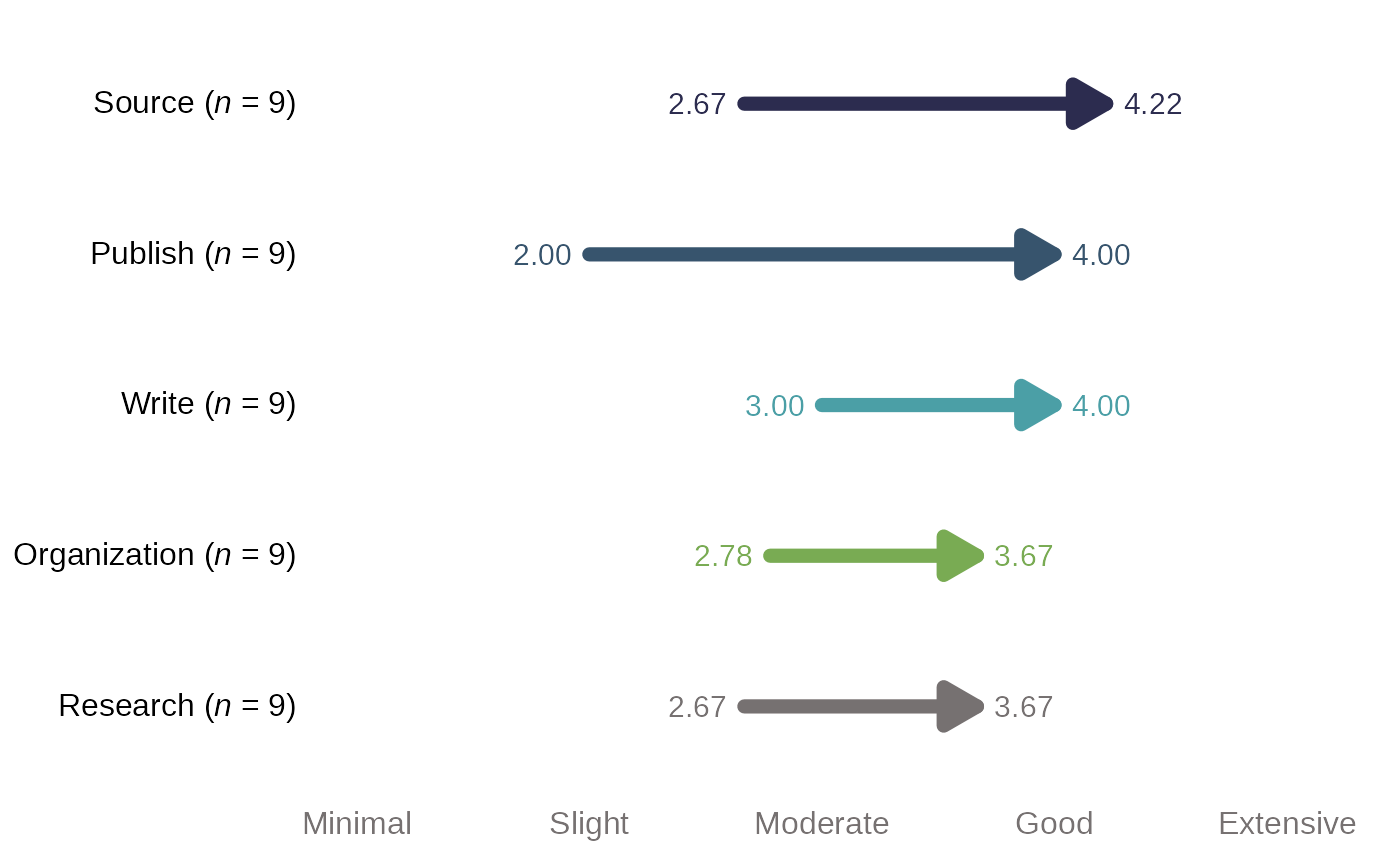 Source (n = 9) 2.67 4.22
Publish (n = 9) 2.00 4.00
Write (n = 9) 3.00 4.00
Organization (n = 9) 2.78 3.67
Research (n = 9) 2.67 3.67
Minimal Slight Moderate Good Extensive